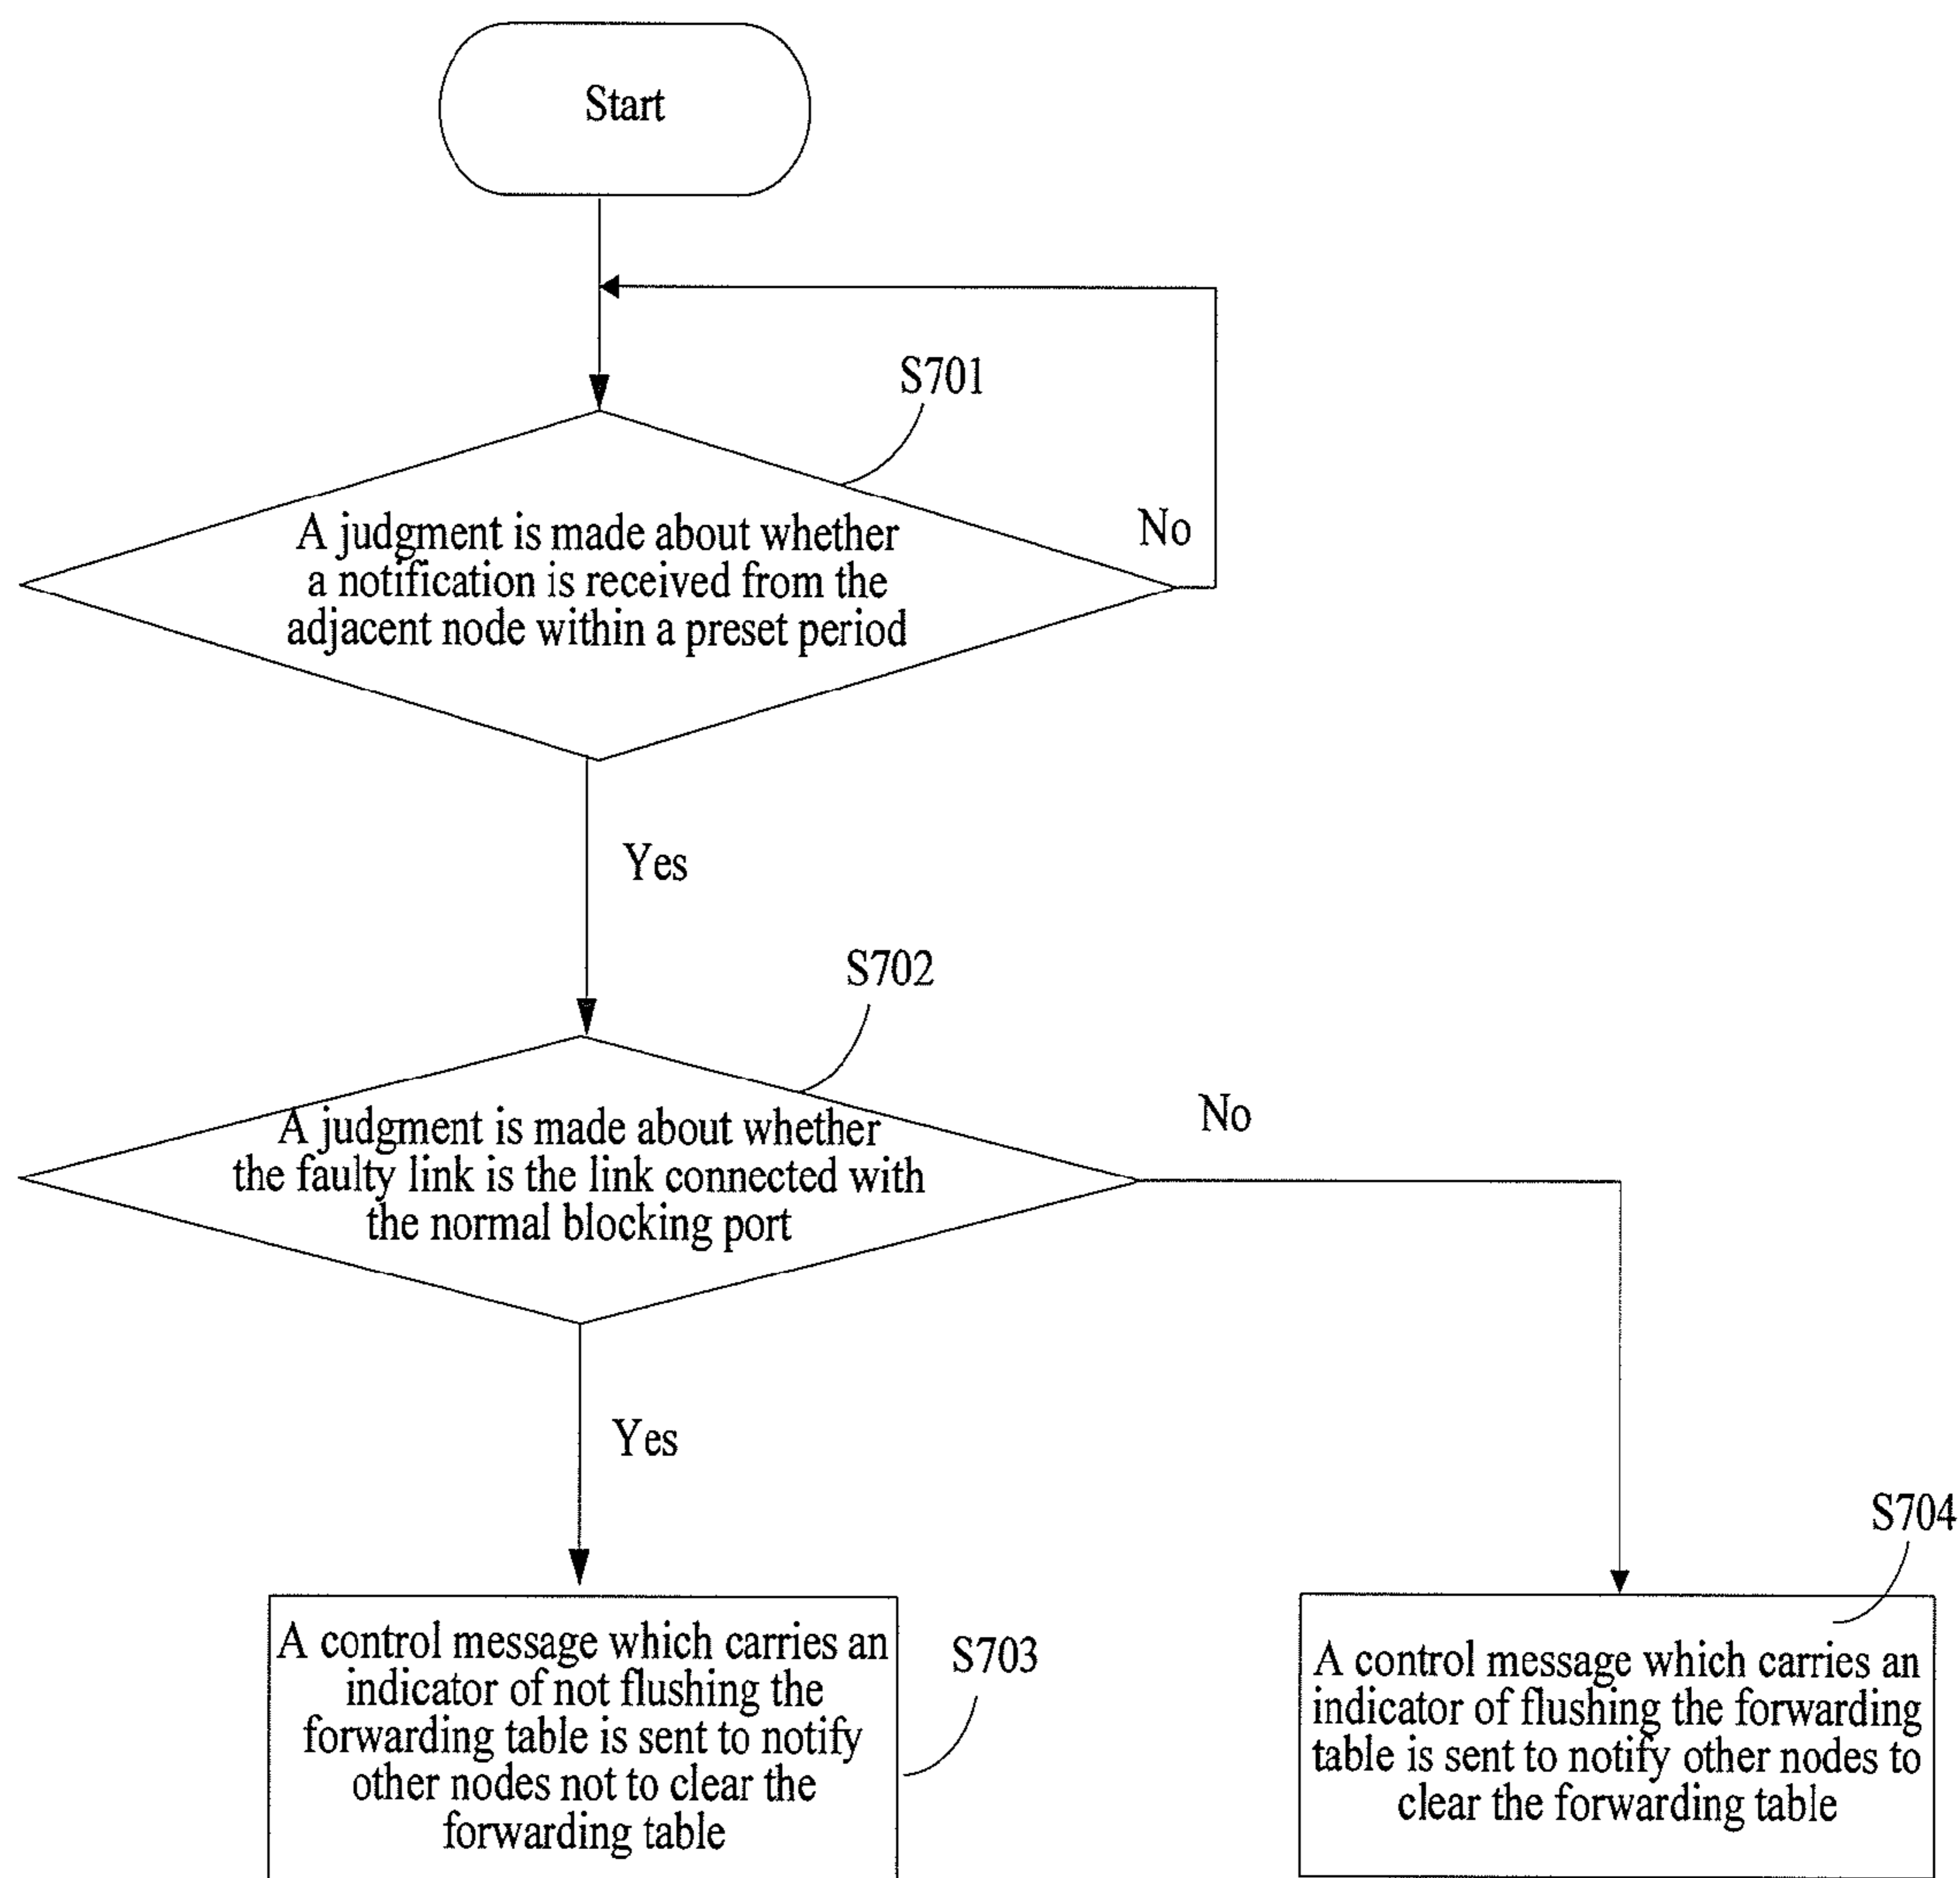 Start
S701
A judgment is made about whether
a notification is received from the
adjacent node within a preset period
No
Yes
S702
A judgment is made about whether
the faulty link is the link connected with
the normal blocking port
No
Yes
S703
A control message which carries an
indicator of not flushing the
forwarding table is sent to notify
other nodes not to clear the
forwarding table
S704
A control message which carries an
indicator of flushing the forwarding
table is sent to notify other nodes to
clear the forwarding table